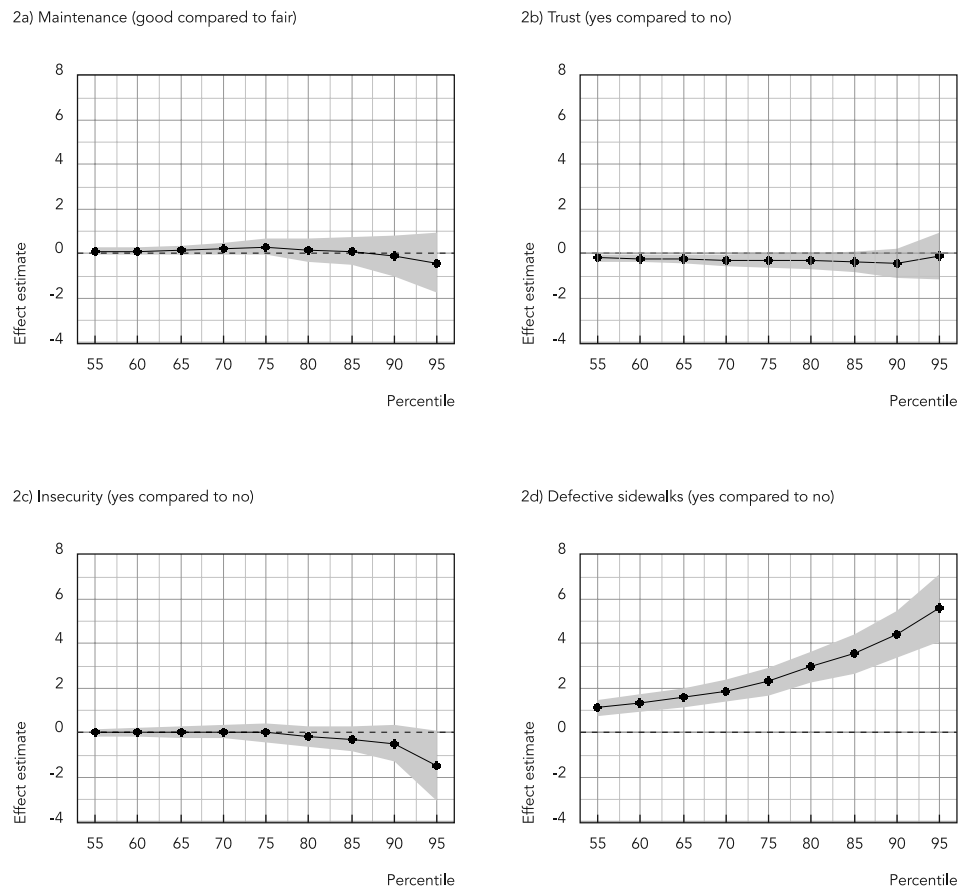 2a) Maintenance (good compared to fair)
8
6
4
2
0
-2
-4
Effect estimate
55 60 65 70 75 80 85 90 95
Percentile
2b) Trust (yes compared to no)
8
6
4
2
0
-2
-4
Effect estimate
55 60 65 70 75 80 85 90 95
Percentile
2c) Insecurity (yes compared to no)
8
6
4
2
0
-2
-4
Effect estimate
55 60 65 70 75 80 85 90 95
Percentile
2d) Defective sidewalks (yes compared to no)
8
6
4
2
0
-2
-4
Effect estimate
55 60 65 70 75 80 85 90 95
Percentile